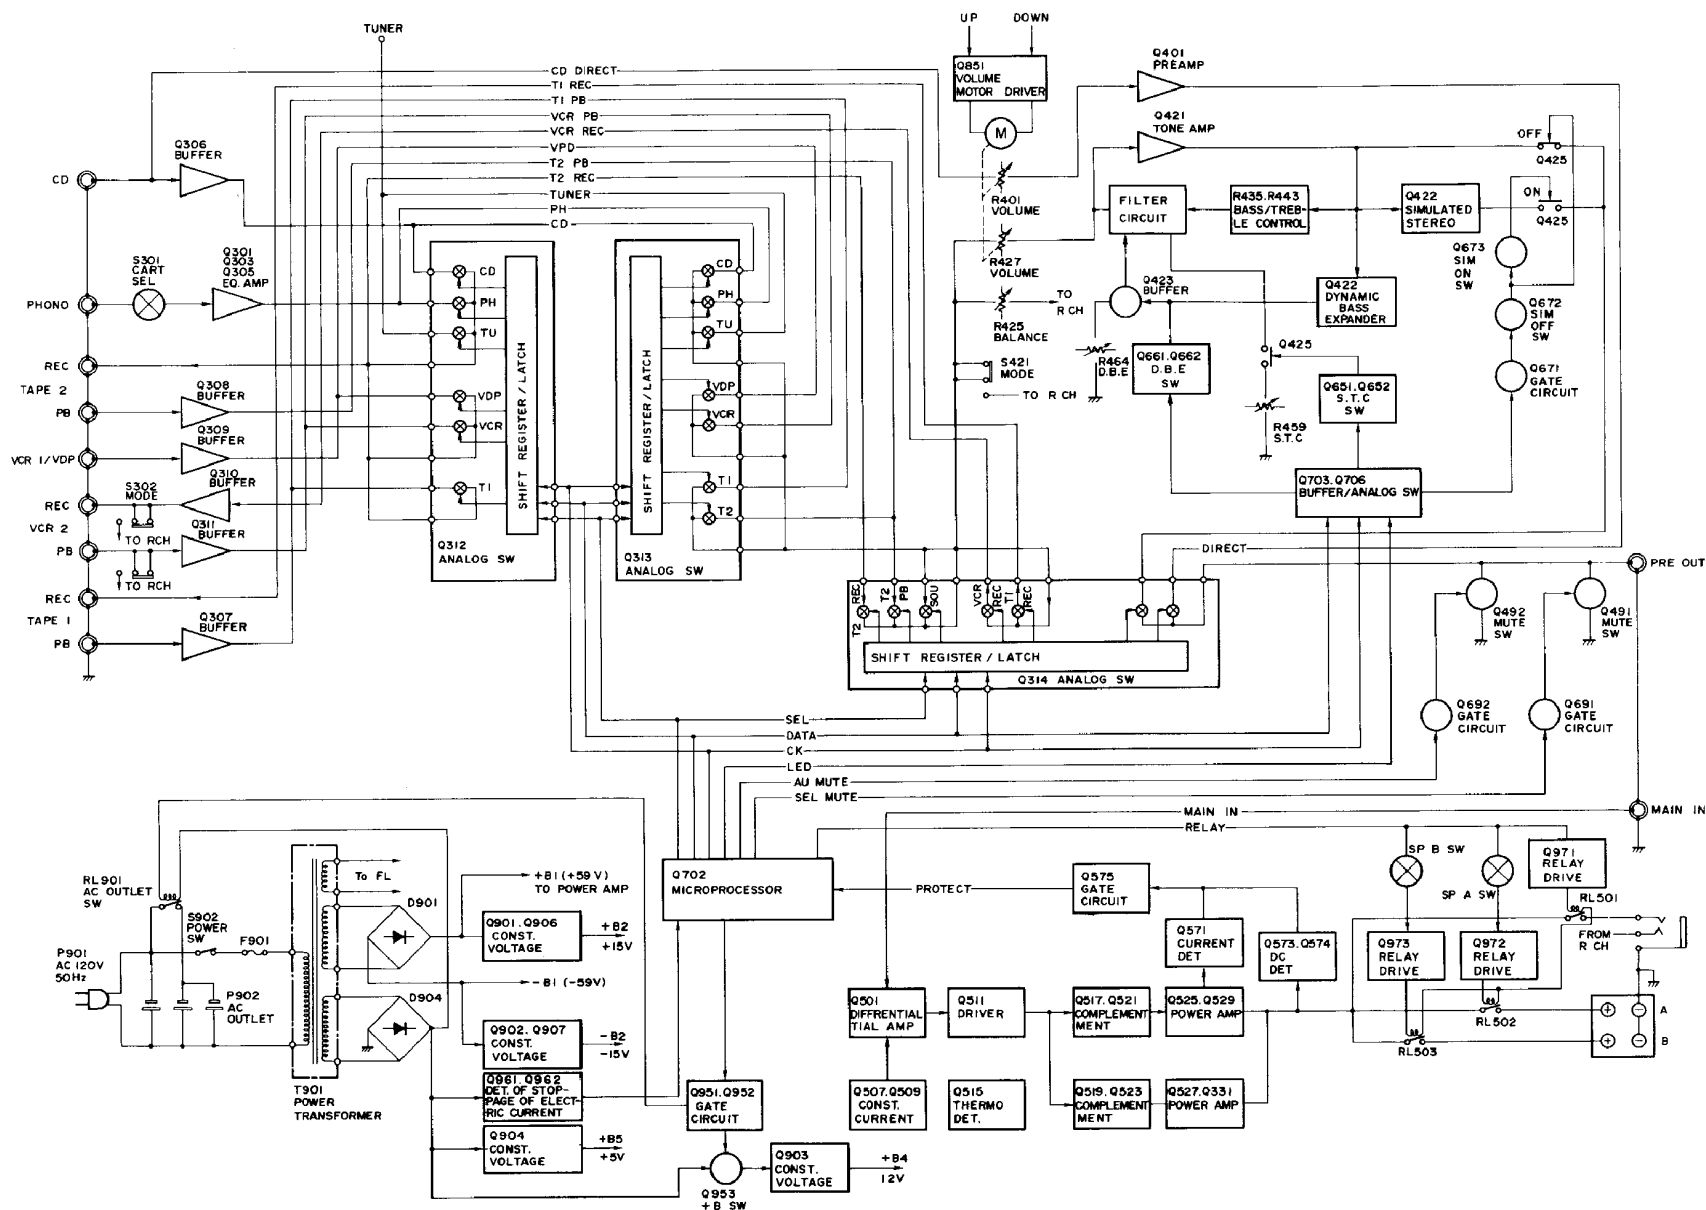 TUNER
UP
DOWN
Q851
VOLUME
MOTOR DRIVER
M
Q401
PREAMP
Q421
TONE AMP
OFF
Q425
ON
Q425
CD DIRECT
T1 REC
T1 PB
VCR PB
VCR REC
VPD
T2 PB
T2 REC
TUNER
PH
CD
Q306
BUFFER
CD
S301
CART
SEL
Q301
Q303
Q305
EQ. AMP
PHONO
REC
TAPE 2
Q308
BUFFER
PB
Q309
BUFFER
VCR 1/VDP
Q310
BUFFER
S302
MODE
REC
VCR 2
TO RCH
Q311
BUFFER
PB
TO RCH
REC
TAPE 1
Q307
BUFFER
PB
CD
PH
TU
VDP
VCR
T1
SHIFT REGISTER / LATCH
Q312
ANALOG SW
SHIFT REGISTER / LATCH
CD
PH
TU
VDP
VCR
T1
T2
Q313
ANALOG SW
R401
VOLUME
R427
VOLUME
TO
R CH
R425
BALANCE
S421
MODE
TO R CH
FILTER
CIRCUIT
R435.R443
BASS/TREB-
LE CONTROL
Q422
SIMULATED
STEREO
Q673
SIM
ON
SW
Q423
BUFFER
Q422
DYNAMIC
BASS
EXPANDER
Q672
SIM
OFF
SW
R464
D.B.E
Q661.Q662
D.B.E
SW
Q425
Q651.Q652
S.T.C
SW
Q671
GATE
CIRCUIT
R459
S.T.C
Q703.Q706
BUFFER/ANALOG SW
DIRECT
PRE OUT
T2
REC
T2
PB
SOU
VCR
REC
T1
REC
SHIFT REGISTER / LATCH
Q314 ANALOG SW
Q492
MUTE
SW
Q491
MUTE
SW
Q692
GATE
CIRCUIT
Q691
GATE
CIRCUIT
SEL
DATA
CK
LED
AU MUTE
SEL MUTE
MAIN IN
RELAY
MAIN IN
RL901
AC OUTLET
SW
S902
POWER
SW
F901
P901
AC 120V
50Hz
P902
AC
OUTLET
To FL
D901
D904
T901
POWER
TRANSFORMER
+B1 (+59V)
TO POWER AMP
Q901.Q906
CONST.
VOLTAGE
+B2
+15V
-B1 (-59V)
Q902.Q907
CONST.
VOLTAGE
-B2
-15V
Q961.Q962
DET. OF STOP-
PAGE OF ELECT-
RIC CURRENT
Q904
CONST.
VOLTAGE
+B5
+5V
Q702
MICROPROCESSOR
Q951.Q952
GATE
CIRCUIT
Q953
+B SW
Q903
CONST.
VOLTAGE
+B4
12V
PROTECT
Q575
GATE
CIRCUIT
Q571
CURRENT
DET
Q573.Q574
DC
DET
Q501
DIFFRENTIAL
TIAL AMP
Q511
DRIVER
Q517.Q521
COMPLEMENT
MENT
Q525.Q529
POWER AMP
Q507.Q509
CONST.
CURRENT
Q515
THERMO
DET.
Q519.Q523
COMPLEMENT
MENT
Q527.Q331
POWER AMP
SP B SW
SP A SW
Q971
RELAY
DRIVE
RL501
FROM
R CH
Q973
RELAY
DRIVE
Q972
RELAY
DRIVE
RL502
RL503
A
B